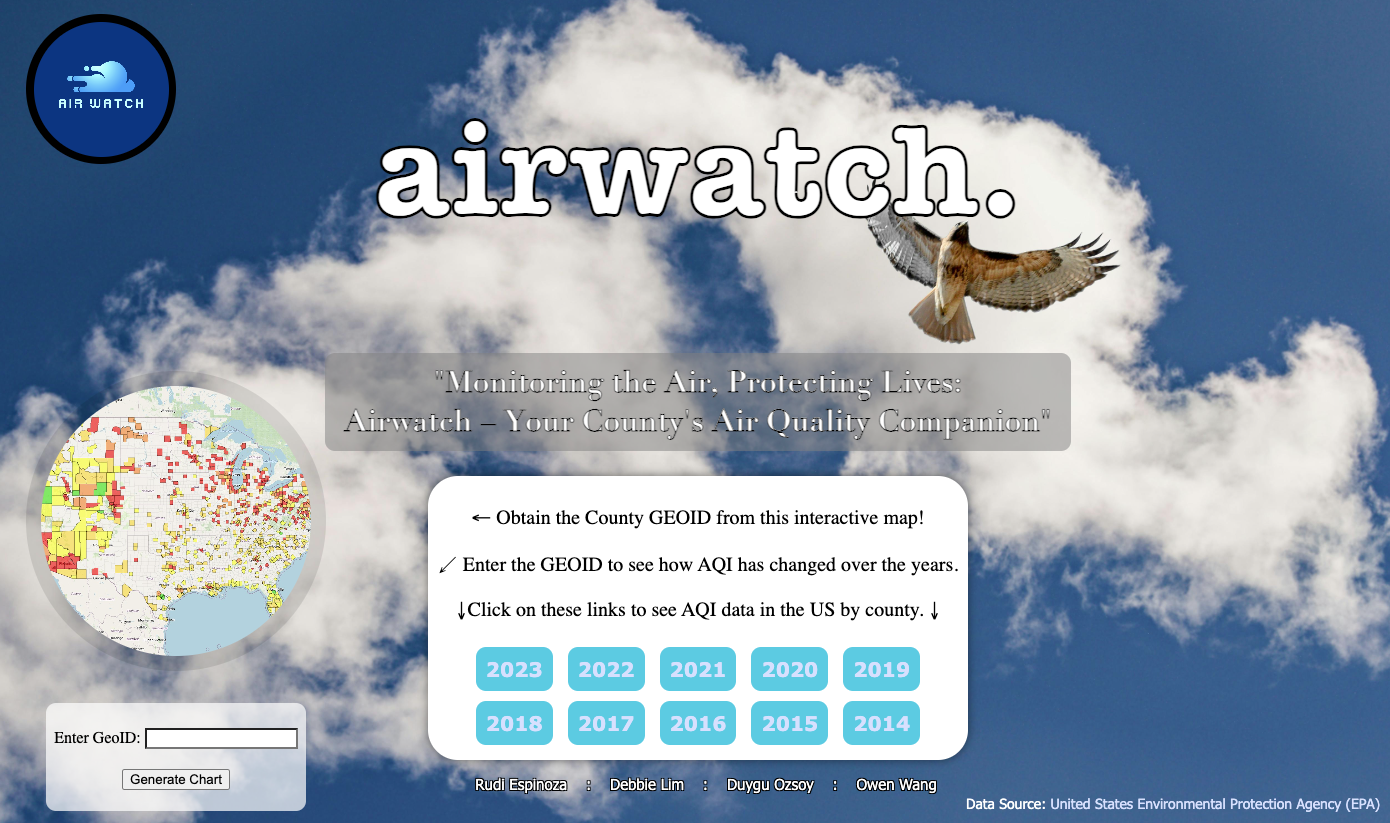 AIR WATCH
airwatch.
"Monitoring the Air, Protecting Lives:
Airwatch – Your County's Air Quality Companion"
← Obtain the County GEOID from this interactive map!
↙ Enter the GEOID to see how AQI has changed over the years.
↓Click on these links to see AQI data in the US by county. ↓
2023 2022 2021 2020 2019
2018 2017 2016 2015 2014
Enter GeoID:
Generate Chart
Rudi Espinoza : Debbie Lim : Duygu Ozsoy : Owen Wang
Data Source: United States Environmental Protection Agency (EPA)